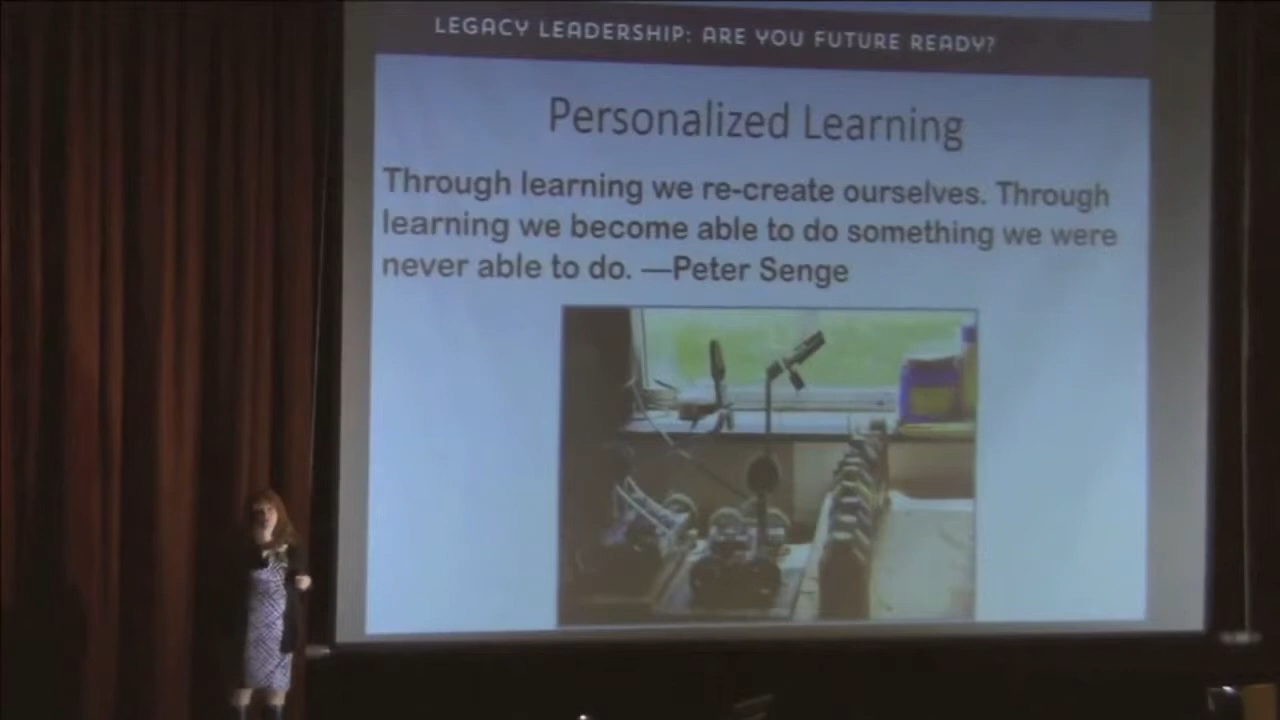 LEGACY LEADERSHIP: ARE YOU FUTURE READY?
Personalized Learning
Through learning we re-create ourselves. Through
learning we become able to do something we were
never able to do. —Peter Senge